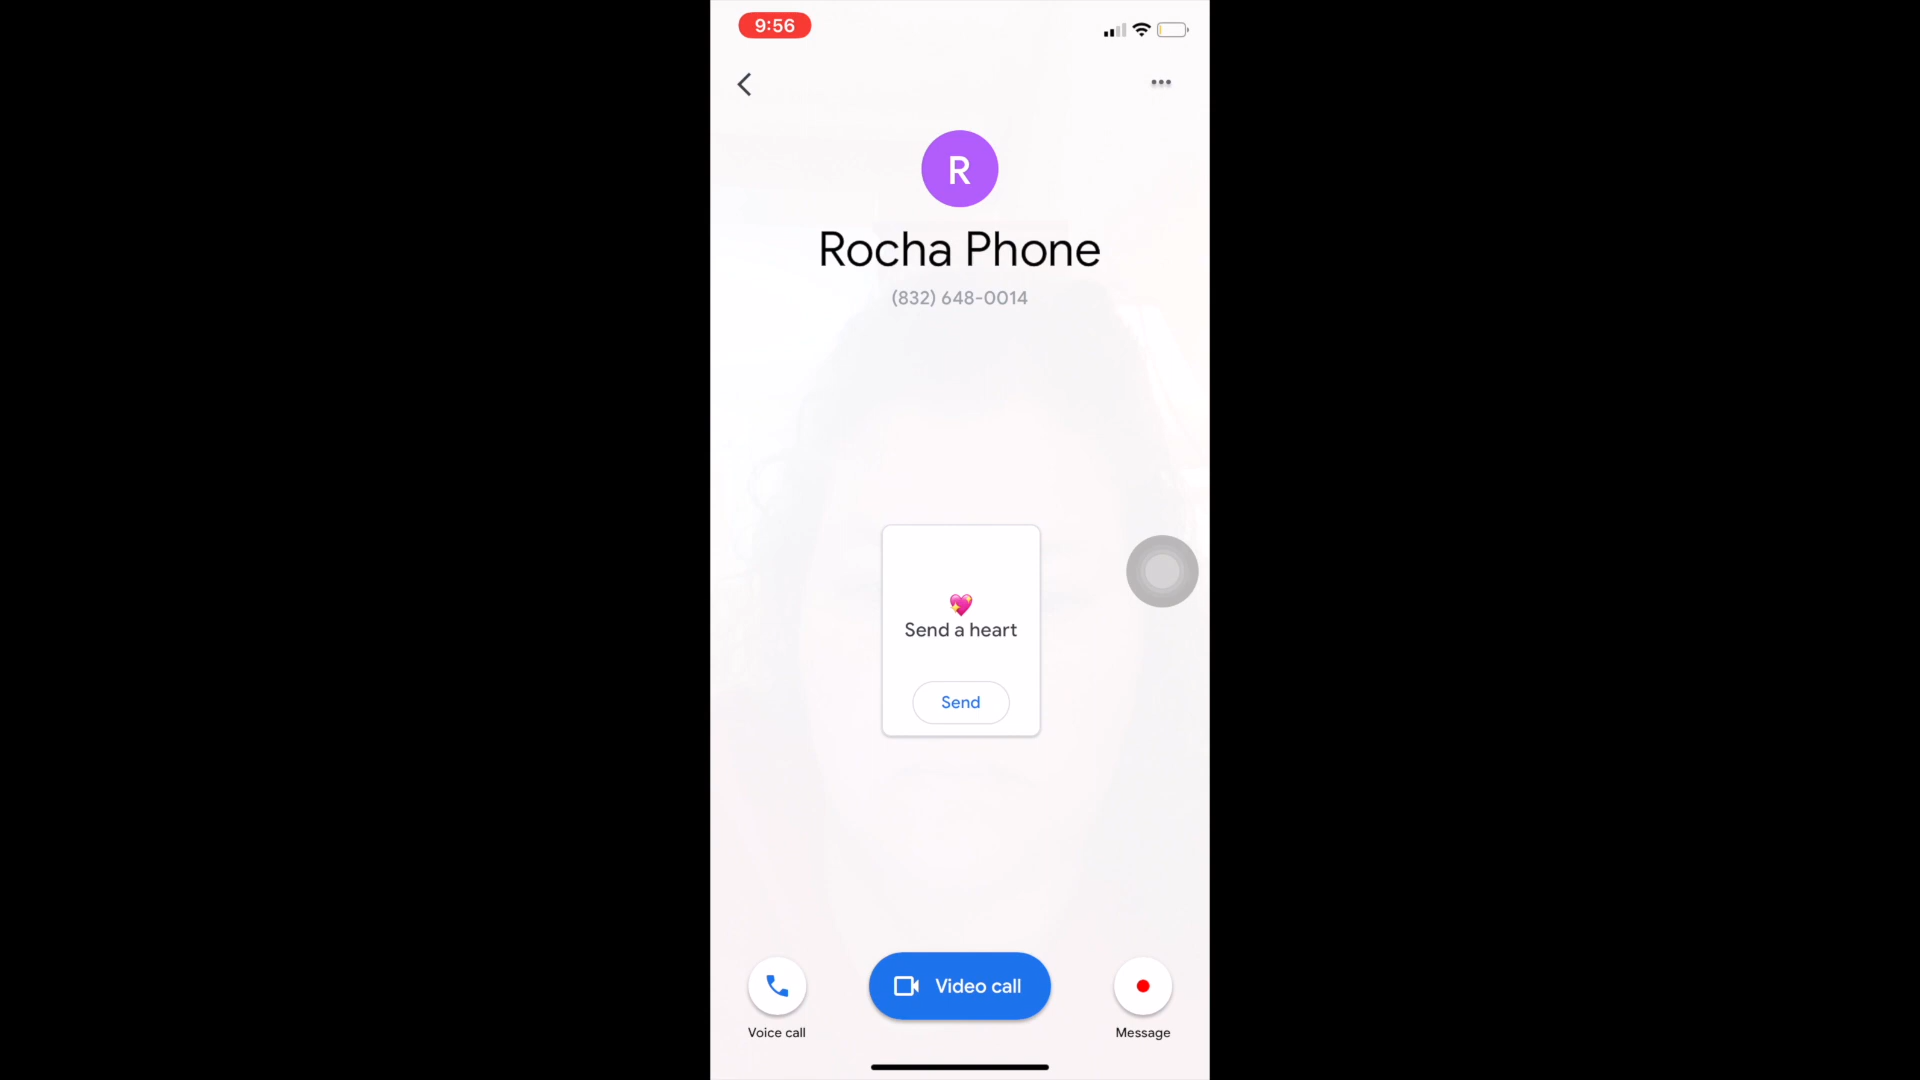 9:56
R
Rocha Phone
(832) 648-0014
Send a heart
Send
Voice call
Video call
Message